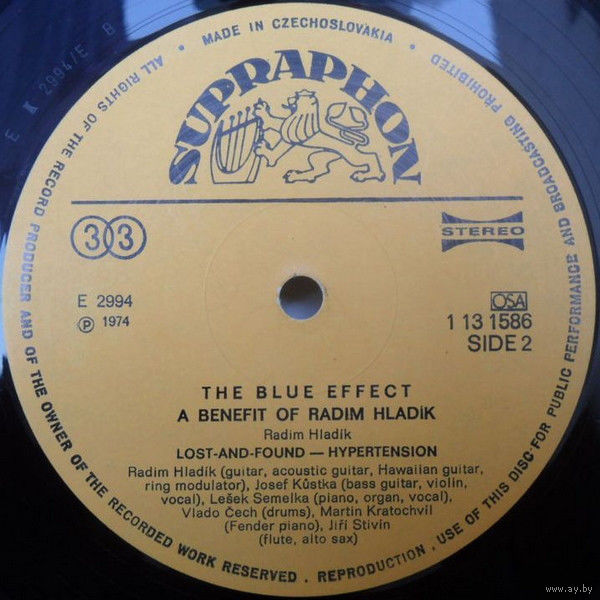 • MADE IN CZECHOSLOVAKIA •
ALL RIGHTS OF THE RECORD PRODUCER AND OF THE OWNER OF THE RECORDED WORK RESERVED . REPRODUCTION, USE OF THIS DISC FOR PUBLIC PERFORMANCE AND BROADCASTING PROHIBITED
SUPRAPHON
33
STEREO
E 2994
Ⓟ 1974
OSA
1 13 1586
SIDE 2
THE BLUE EFFECT
A BENEFIT OF RADIM HLADÍK
Radim Hladík
LOST-AND-FOUND — HYPERTENSION
Radim Hladík (guitar, acoustic guitar, Hawaiian guitar,
ring modulator), Josef Kůstka (bass guitar, violin,
vocal), Lešek Semelka (piano, organ, vocal),
Vlado Čech (drums), Martin Kratochvíl
(Fender piano), Jiří Stivín
(flute, alto sax)
www.ay.by